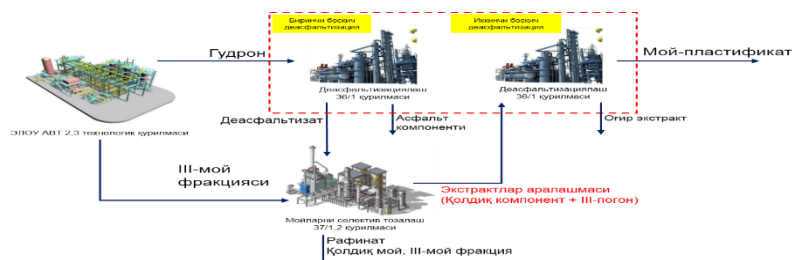 Биринчи боскич
деасфальтизация
Иккинчи боскич
деасфальтизация
Гудрон
Мой-пластификат
Деасфальтизациялаш
36/1 қурилмаси
Деасфальтизациялаш
36/1 қурилмаси
ЭЛОУ АВТ 2,3 технологик қурилмаси
Деасфальтизат
Асфальт
компоненти
Оғир экстракт
III-мой
фракцияси
Экстрактлар аралашмаси
(Қолдиқ компонент + III-погон)
Мойларни селектив тозалаш
37/1,2 қурилмаси
Рафинат
Қолдиқ мой, III-мой фракция